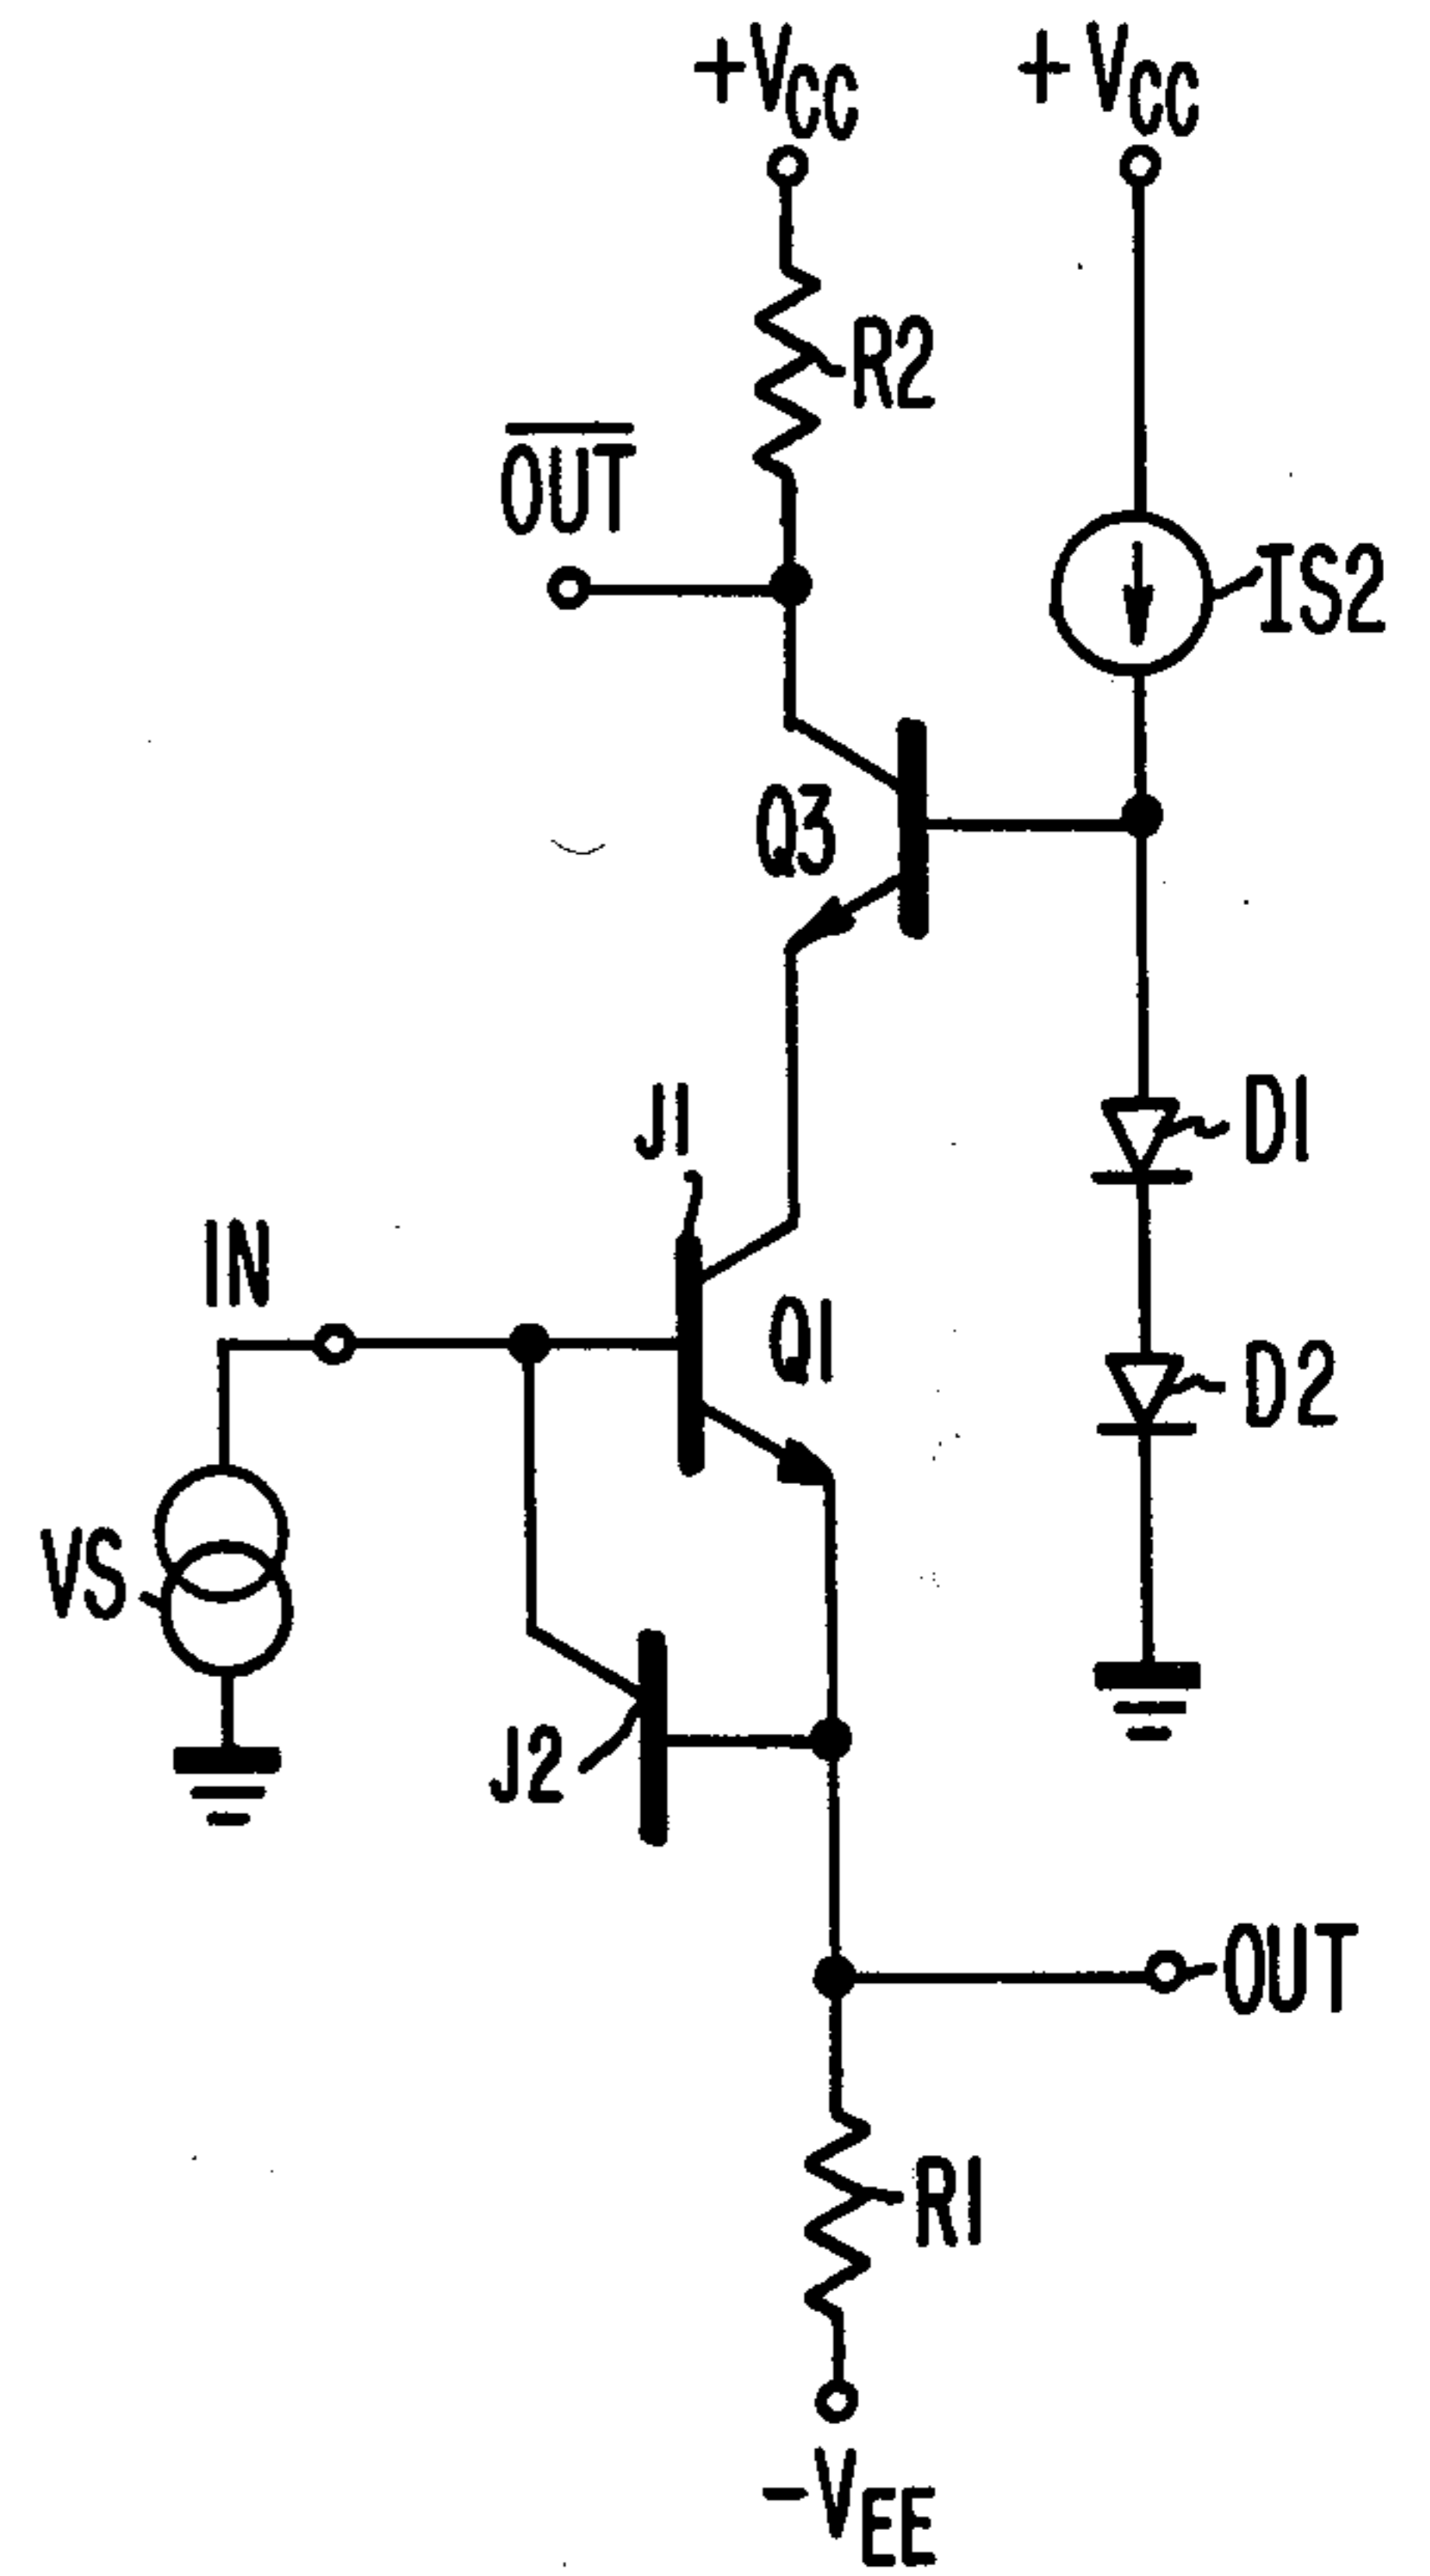 +VCC
+VCC
R2
OUT
IS2
Q3
J1
D1
IN
Q1
D2
VS
J2
OUT
R1
-VEE